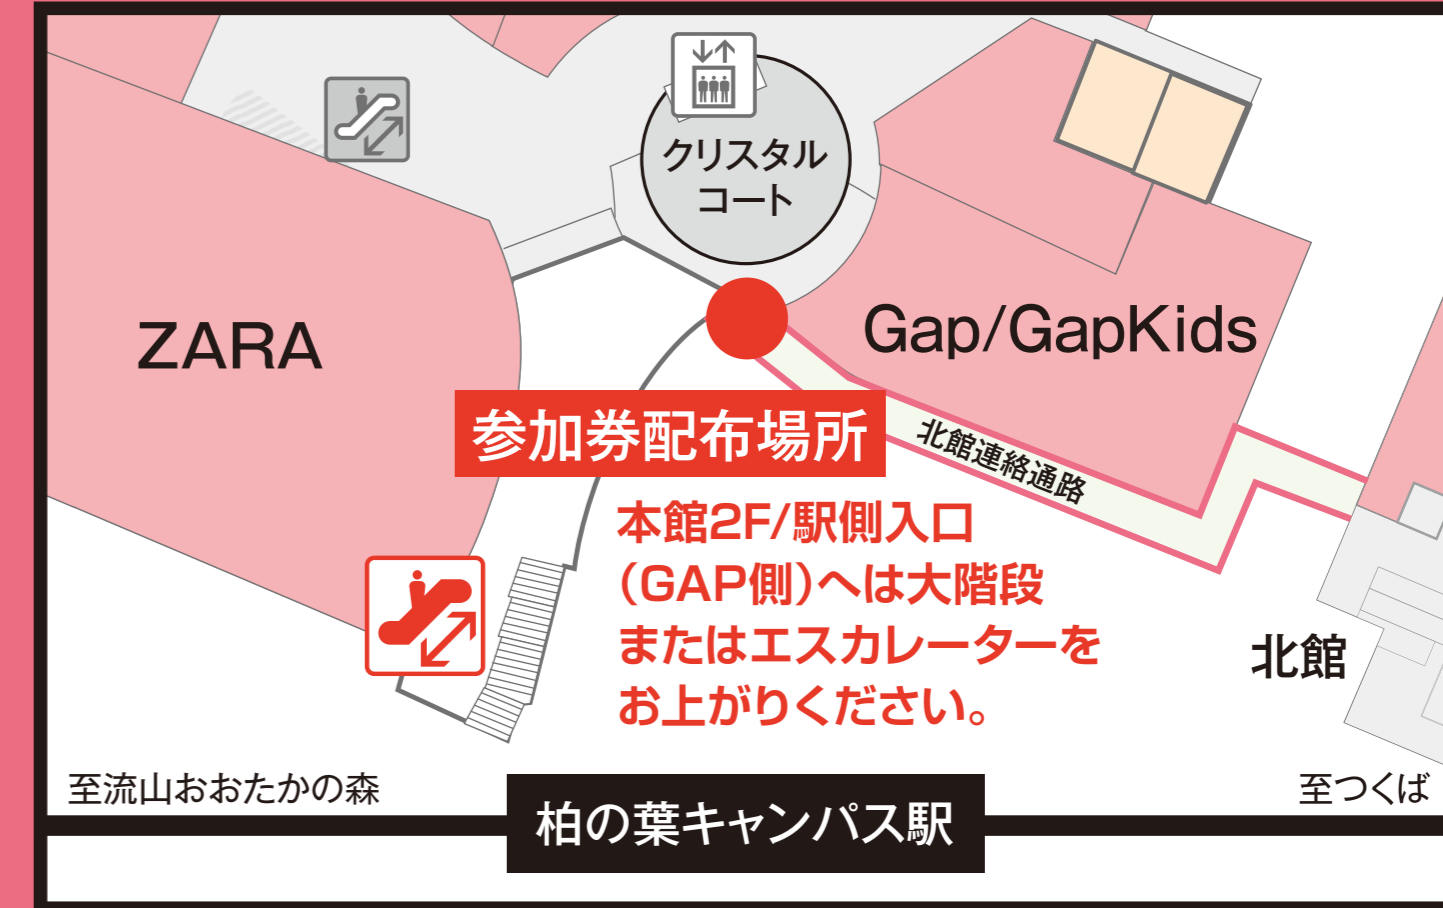 クリスタル
コート
ZARA
Gap/GapKids
参加券配布場所
北館連絡通路
本館2F/駅側入口
（GAP側）へは大階段
またはエスカレーターを
お上がりください。
北館
至流山おおたかの森
至つくば
柏の葉キャンパス駅